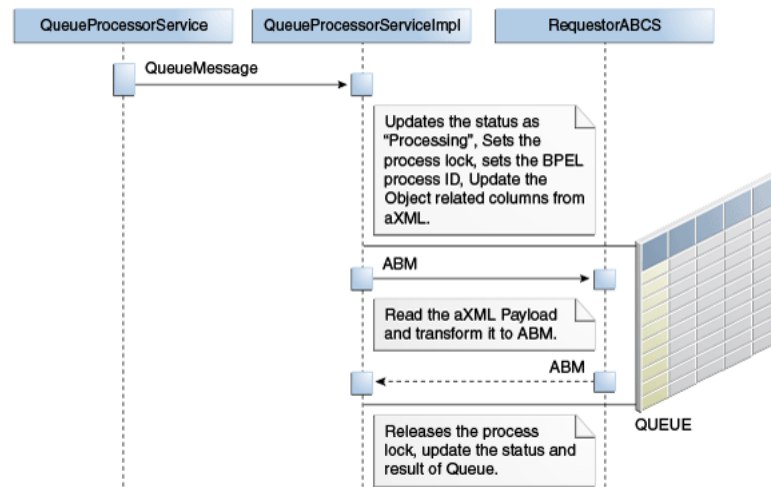 QueueProcessorService
QueueProcessorServiceImpl
RequestorABCS
QueueMessage
Updates the status as
“Processing”, Sets the
process lock, sets the BPEL
process ID, Update the
Object related columns from
aXML.
ABM
Read the aXML Payload
and transform it to ABM.
ABM
QUEUE
Releases the process
lock, update the status and
result of Queue.